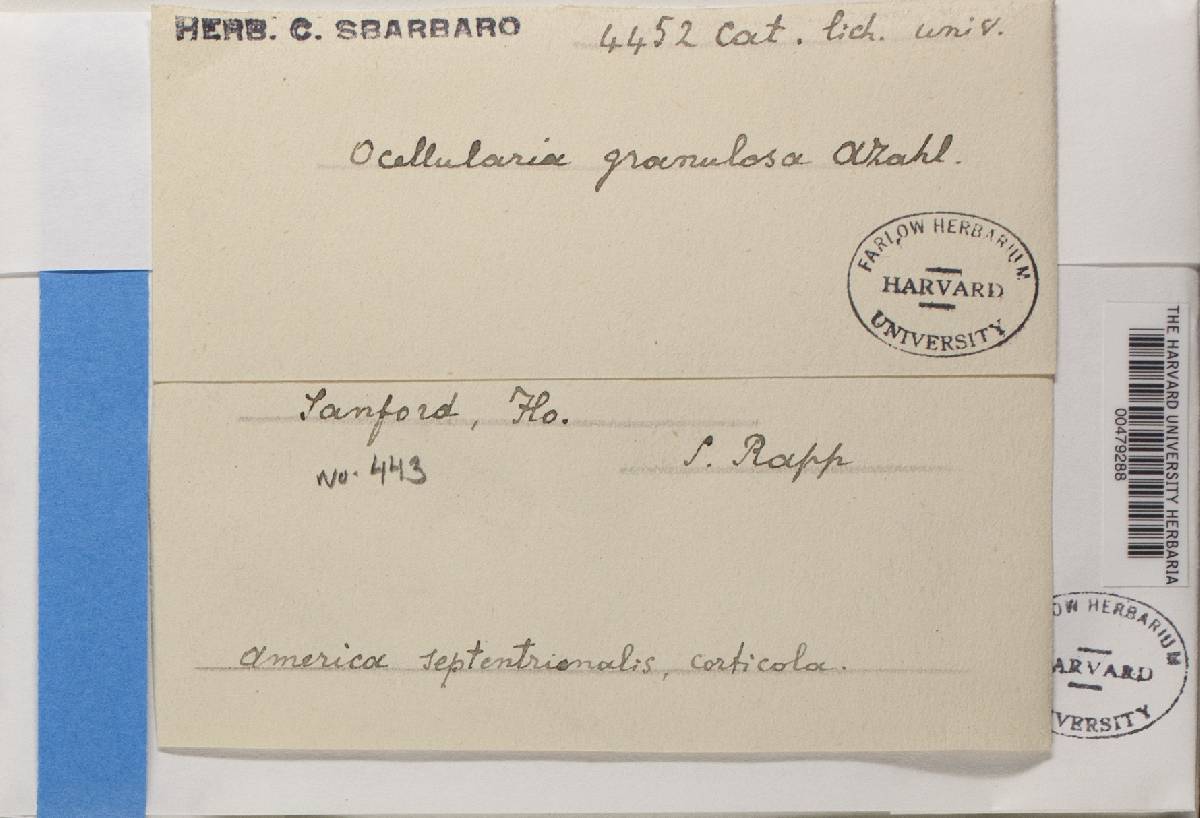 HERB. C. SBARBARO
4452 Cat. lich. univ.
Ocellularia granulosa AZahl.
FARLOW HERBARIUM
HARVARD
UNIVERSITY
Sanford, Flo.
S. Rapp
No. 443
America septentrionalis, corticola.
THE HARVARD UNIVERSITY HERBARIA
00479288
OW HERBARIUM
ARVARD
VERSITY